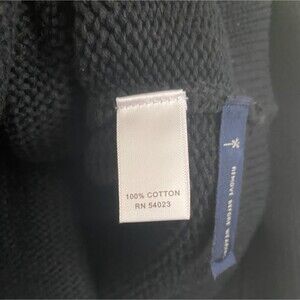 100% COTTON
RN 54023
REMOVE BEFORE WEARING